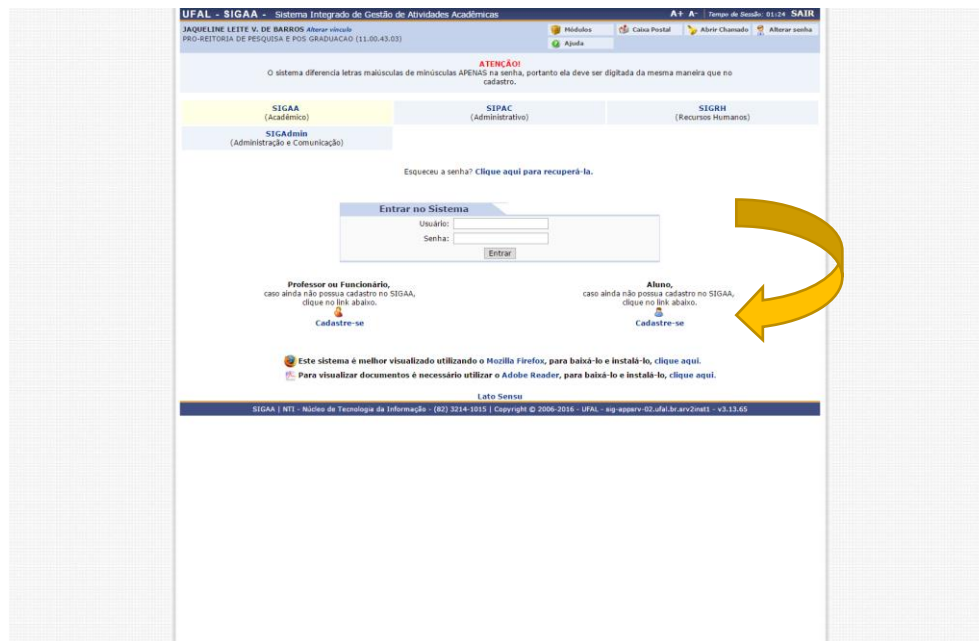 UFAL - SIGAA - Sistema Integrado de Gestão de Atividades Acadêmicas A+ A- Tempo de Sessão: 01:24 SAIR
JAQUELINE LEITE V. DE BARROS Alterar vínculo Módulos Caixa Postal Abrir Chamado Alterar senha
PRO-REITORIA DE PESQUISA E POS GRADUACAO (11.00.43.03) Ajuda
ATENÇÃO!
O sistema diferencia letras maiúsculas de minúsculas APENAS na senha, portanto ela deve ser digitada da mesma maneira que no
cadastro.
SIGAA SIPAC SIGRH
(Acadêmico) (Administrativo) (Recursos Humanos)
SIGAdmin
(Administração e Comunicação)
Esqueceu a senha? Clique aqui para recuperá-la.
Entrar no Sistema
Usuário:
Senha:
Entrar
Professor ou Funcionário, Aluno,
caso ainda não possua cadastro no SIGAA, caso ainda não possua cadastro no SIGAA,
clique no link abaixo. clique no link abaixo.
Cadastre-se Cadastre-se
Este sistema é melhor visualizado utilizando o Mozilla Firefox, para baixá-lo e instalá-lo, clique aqui.
Para visualizar documentos é necessário utilizar o Adobe Reader, para baixá-lo e instalá-lo, clique aqui.
Lato Sensu
SIGAA | NTI - Núcleo de Tecnologia da Informação - (82) 3214-1015 | Copyright © 2006-2016 - UFAL - sig-appsrv-02.ufal.br.srv2inst1 - v3.13.65